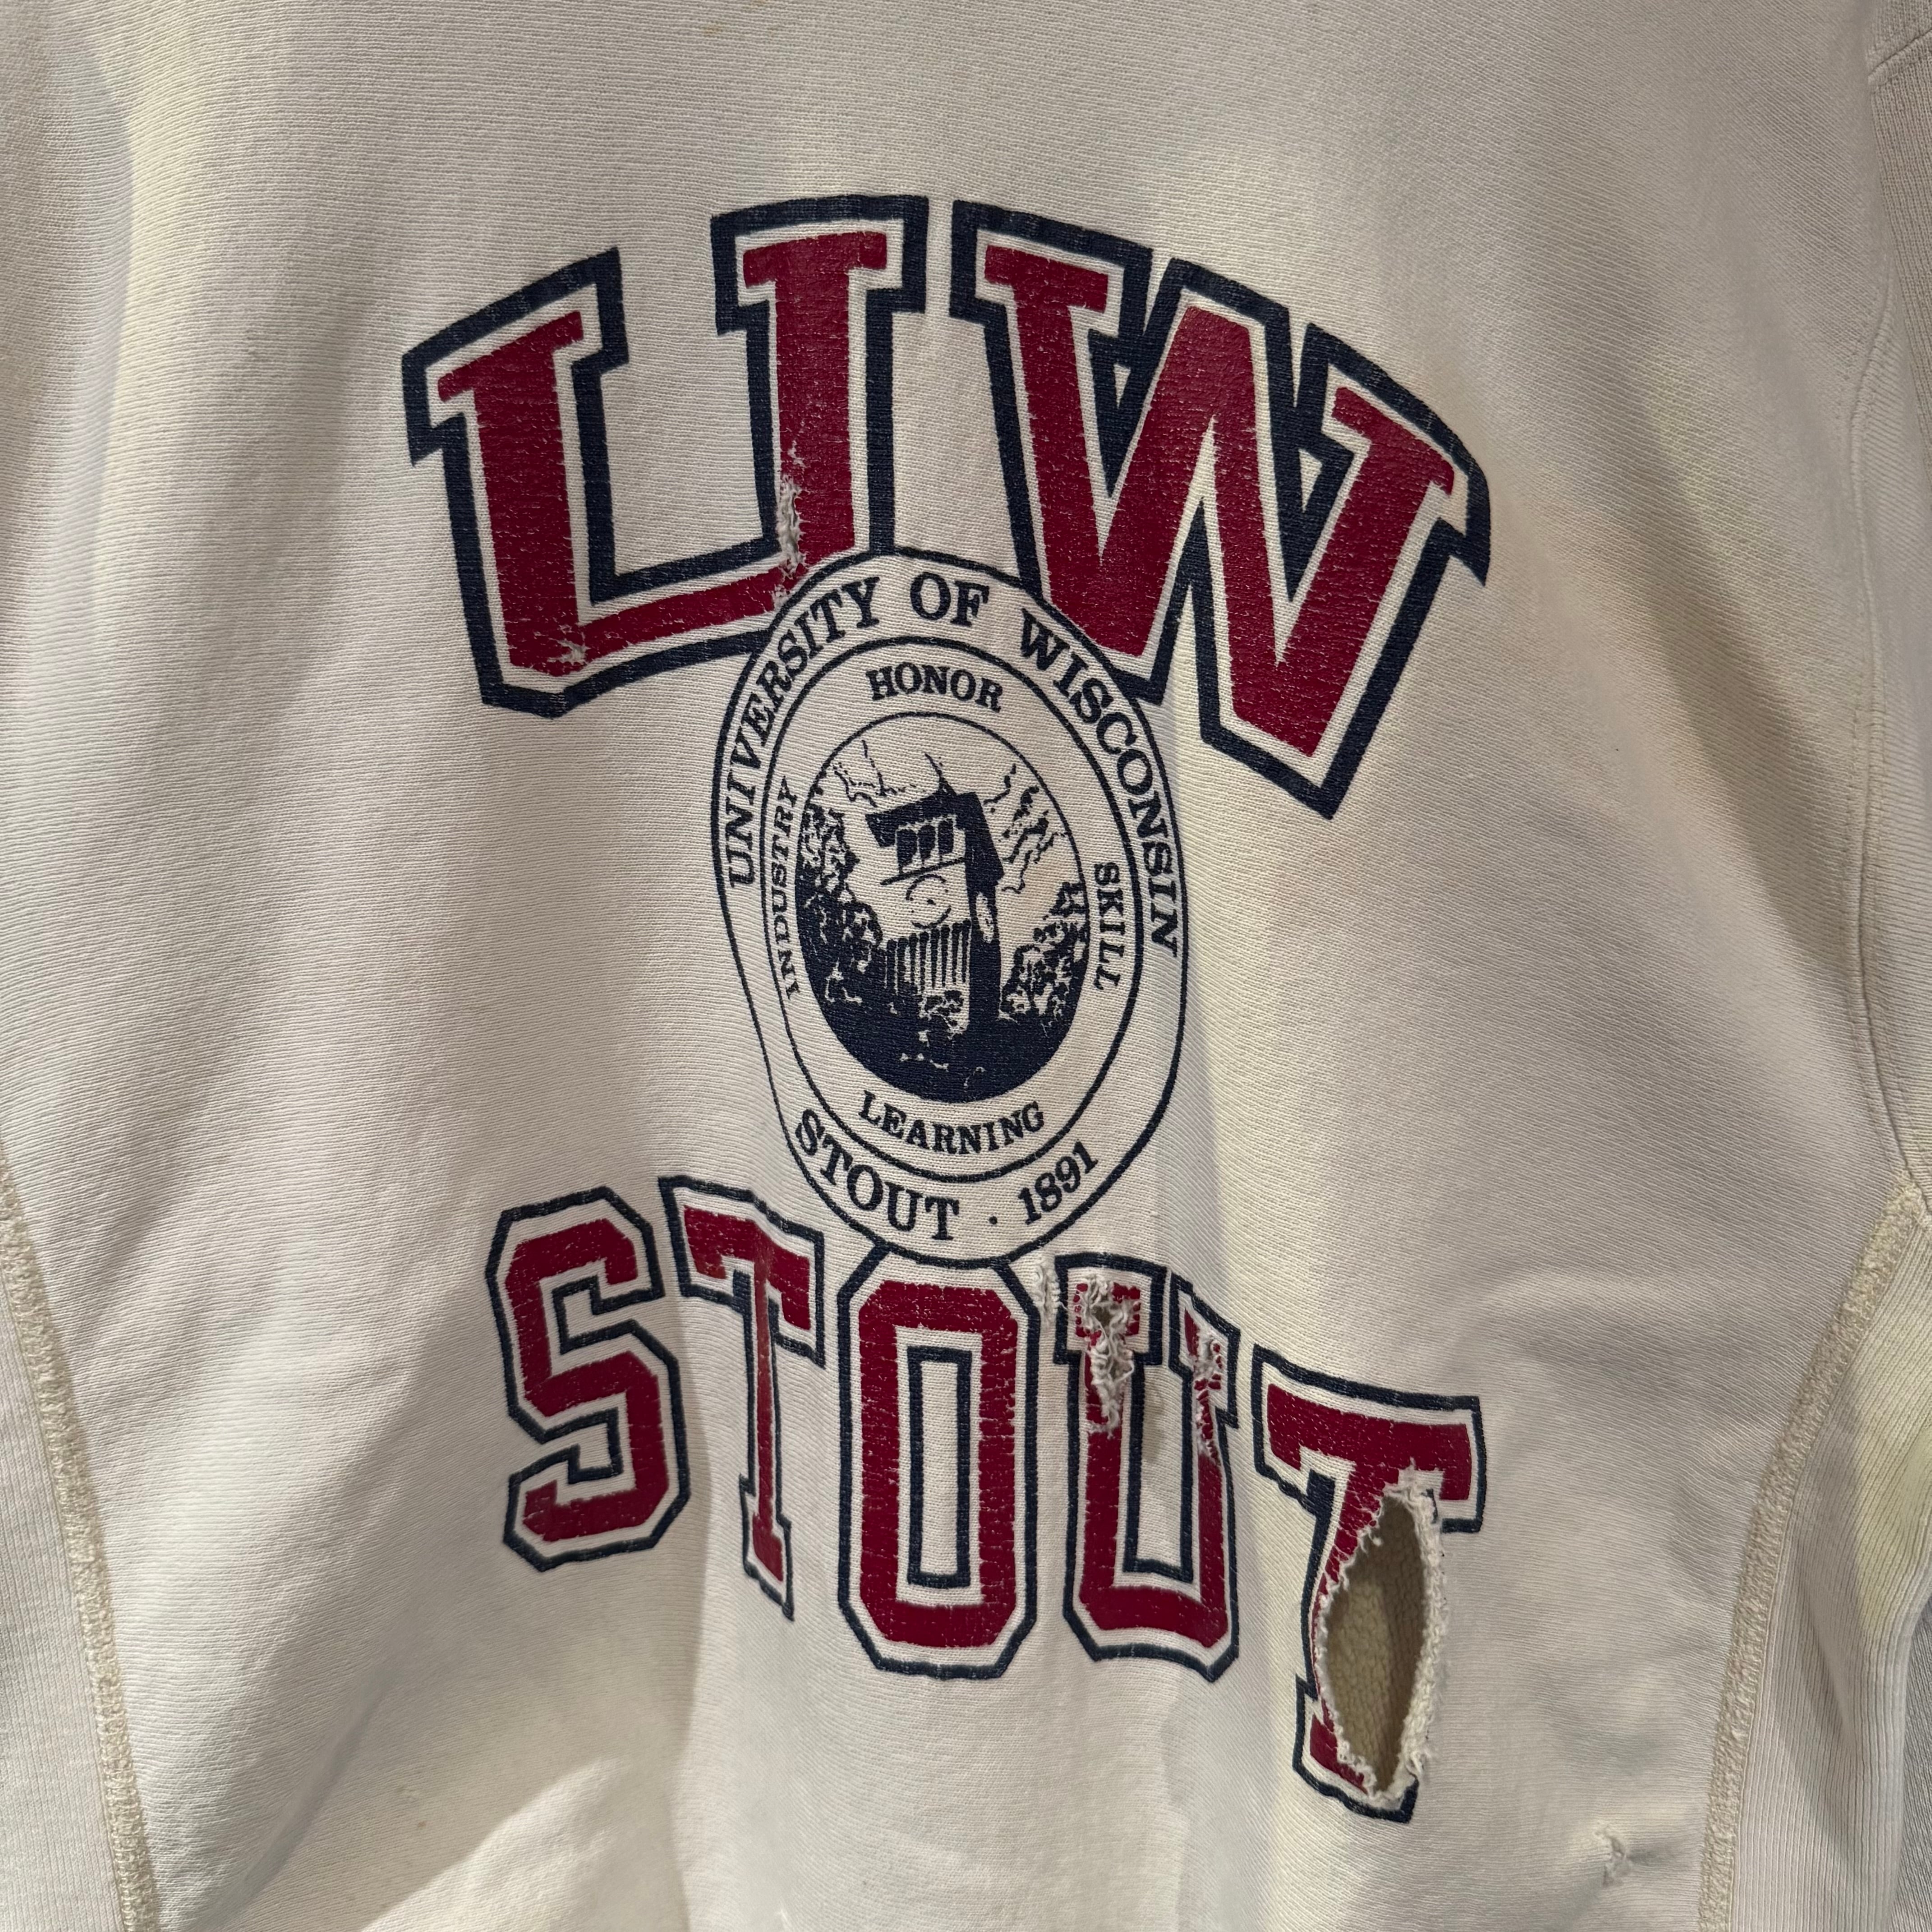 UW
UNIVERSITY OF WISCONSIN
HONOR
INDUSTRY
SKILL
LEARNING
STOUT · 1891
STOUT